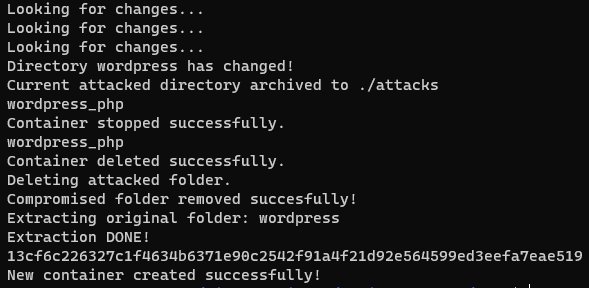 Looking for changes...
Looking for changes...
Looking for changes...
Directory wordpress has changed!
Current attacked directory archived to ./attacks
wordpress_php
Container stopped successfully.
wordpress_php
Container deleted successfully.
Deleting attacked folder.
Compromised folder removed succesfully!
Extracting original folder: wordpress
Extraction DONE!
13cf6c226327c1f4634b6371e90c2542f91a4f21d92e564599ed3eefa7eae519
New container created successfully!